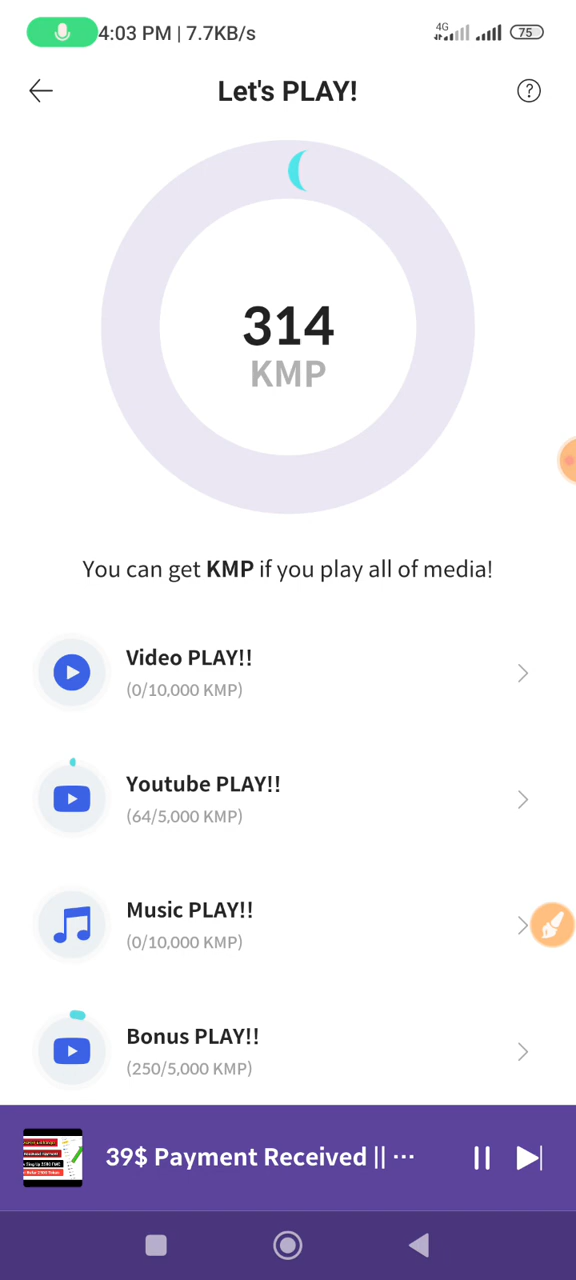 4:03 PM | 7.7KB/s
4G
75
Let's PLAY!
?
314
KMP
You can get KMP if you play all of media!
Video PLAY!!
(0/10,000 KMP)
Youtube PLAY!!
(64/5,000 KMP)
Music PLAY!!
(0/10,000 KMP)
Bonus PLAY!!
(250/5,000 KMP)
39$ Payment Received || ···